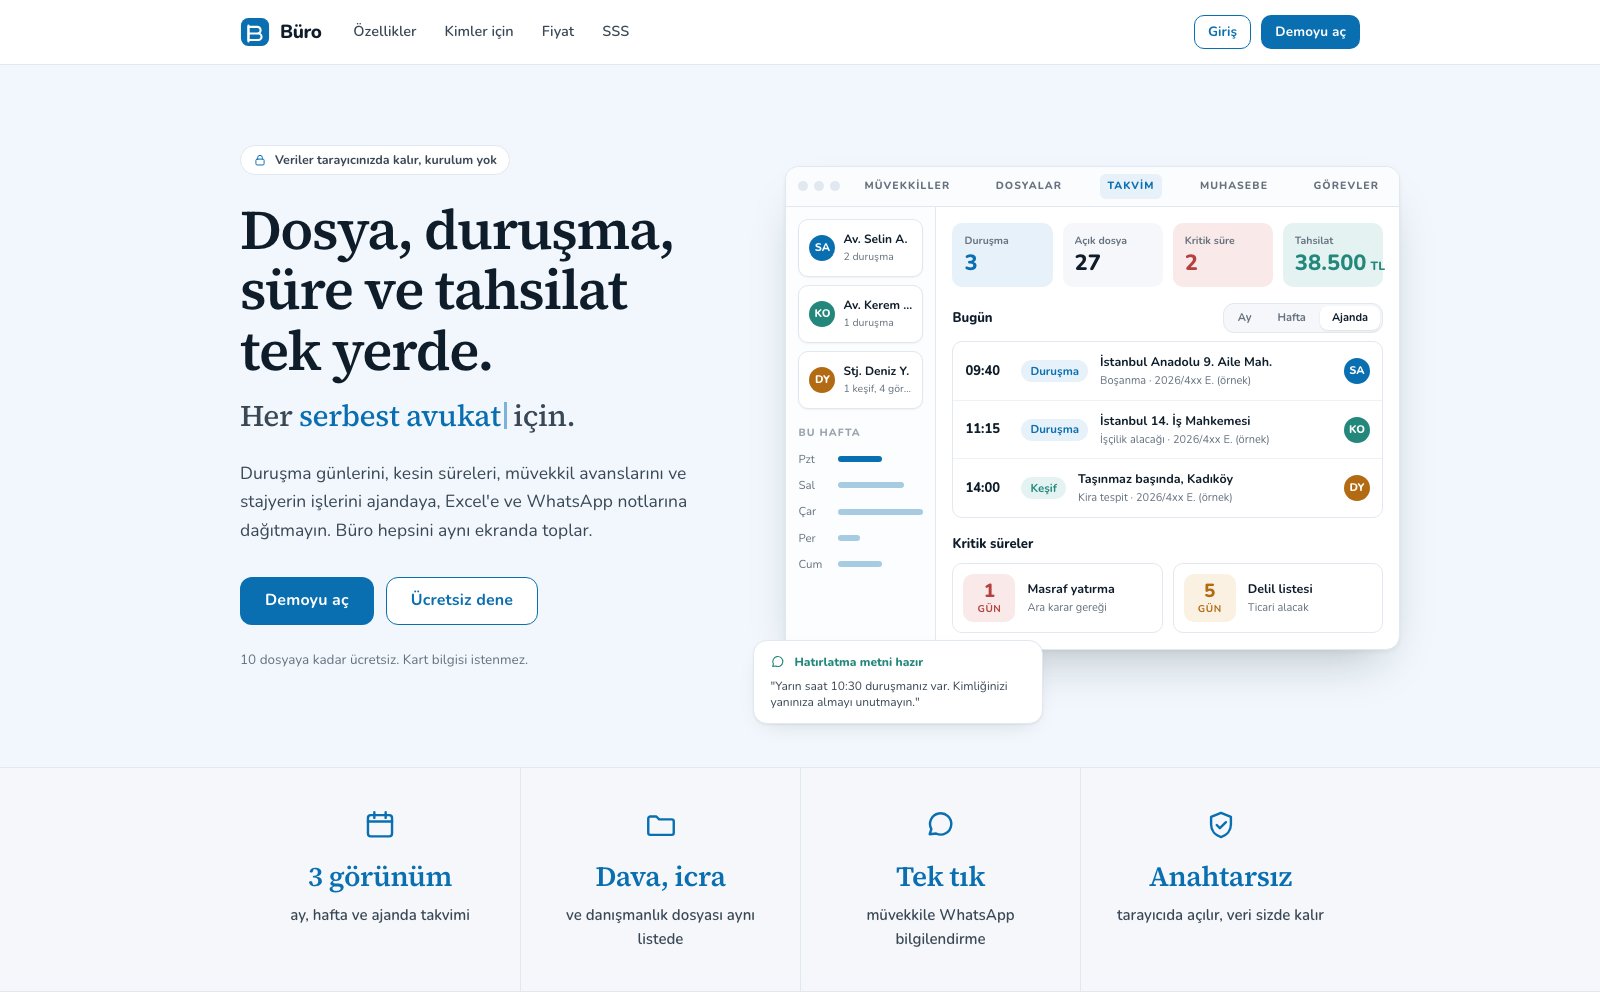 Büro
Özellikler
Kimler için
Fiyat
SSS
Giriş
Demoyu aç
Veriler tarayıcınızda kalır, kurulum yok
Dosya, duruşma,
süre ve tahsilat
tek yerde.
Her serbest avukat için.
Duruşma günlerini, kesin süreleri, müvekkil avanslarını ve
stajyerin işlerini ajandaya, Excel'e ve WhatsApp notlarına
dağıtmayın. Büro hepsini aynı ekranda toplar.
Demoyu aç
Ücretsiz dene
10 dosyaya kadar ücretsiz. Kart bilgisi istenmez.
MÜVEKKİLLER
DOSYALAR
TAKVİM
MUHASEBE
GÖREVLER
SA
Av. Selin A.
2 duruşma
KO
Av. Kerem ...
1 duruşma
DY
Stj. Deniz Y.
1 keşif, 4 gör...
BU HAFTA
Pzt
Sal
Çar
Per
Cum
Duruşma
3
Açık dosya
27
Kritik süre
2
Tahsilat
38.500 TL
Bugün
Ay
Hafta
Ajanda
09:40
Duruşma
İstanbul Anadolu 9. Aile Mah.
Boşanma · 2026/4xx E. (örnek)
SA
11:15
Duruşma
İstanbul 14. İş Mahkemesi
İşçilik alacağı · 2026/4xx E. (örnek)
KO
14:00
Keşif
Taşınmaz başında, Kadıköy
Kira tespit · 2026/4xx E. (örnek)
DY
Kritik süreler
1
GÜN
Masraf yatırma
Ara karar gereği
5
GÜN
Delil listesi
Ticari alacak
Hatırlatma metni hazır
"Yarın saat 10:30 duruşmanız var. Kimliğinizi
yanınıza almayı unutmayın."
3 görünüm
ay, hafta ve ajanda takvimi
Dava, icra
ve danışmanlık dosyası aynı
listede
Tek tık
müvekkile WhatsApp
bilgilendirme
Anahtarsız
tarayıcıda açılır, veri sizde kalır